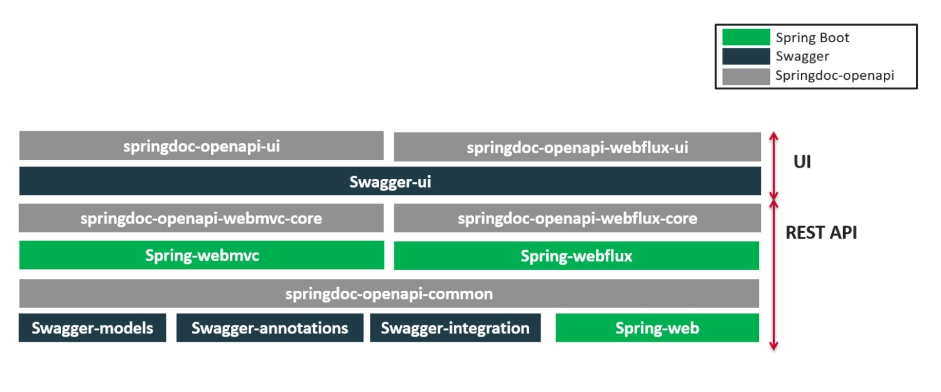 Spring Boot
Swagger
Springdoc-openapi
springdoc-openapi-ui
springdoc-openapi-webflux-ui
UI
Swagger-ui
springdoc-openapi-webmvc-core
springdoc-openapi-webflux-core
REST API
Spring-webmvc
Spring-webflux
springdoc-openapi-common
Swagger-models
Swagger-annotations
Swagger-integration
Spring-web